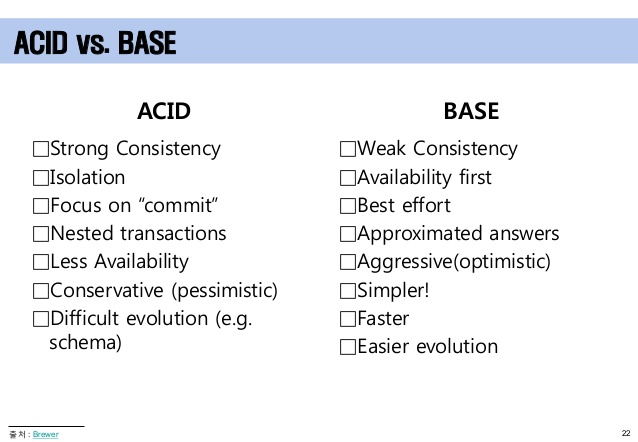 ACID vs. BASE
ACID
□Strong Consistency
□Isolation
□Focus on “commit”
□Nested transactions
□Less Availability
□Conservative (pessimistic)
□Difficult evolution (e.g.
schema)
BASE
□Weak Consistency
□Availability first
□Best effort
□Approximated answers
□Aggressive(optimistic)
□Simpler!
□Faster
□Easier evolution
출처 : Brewer
22